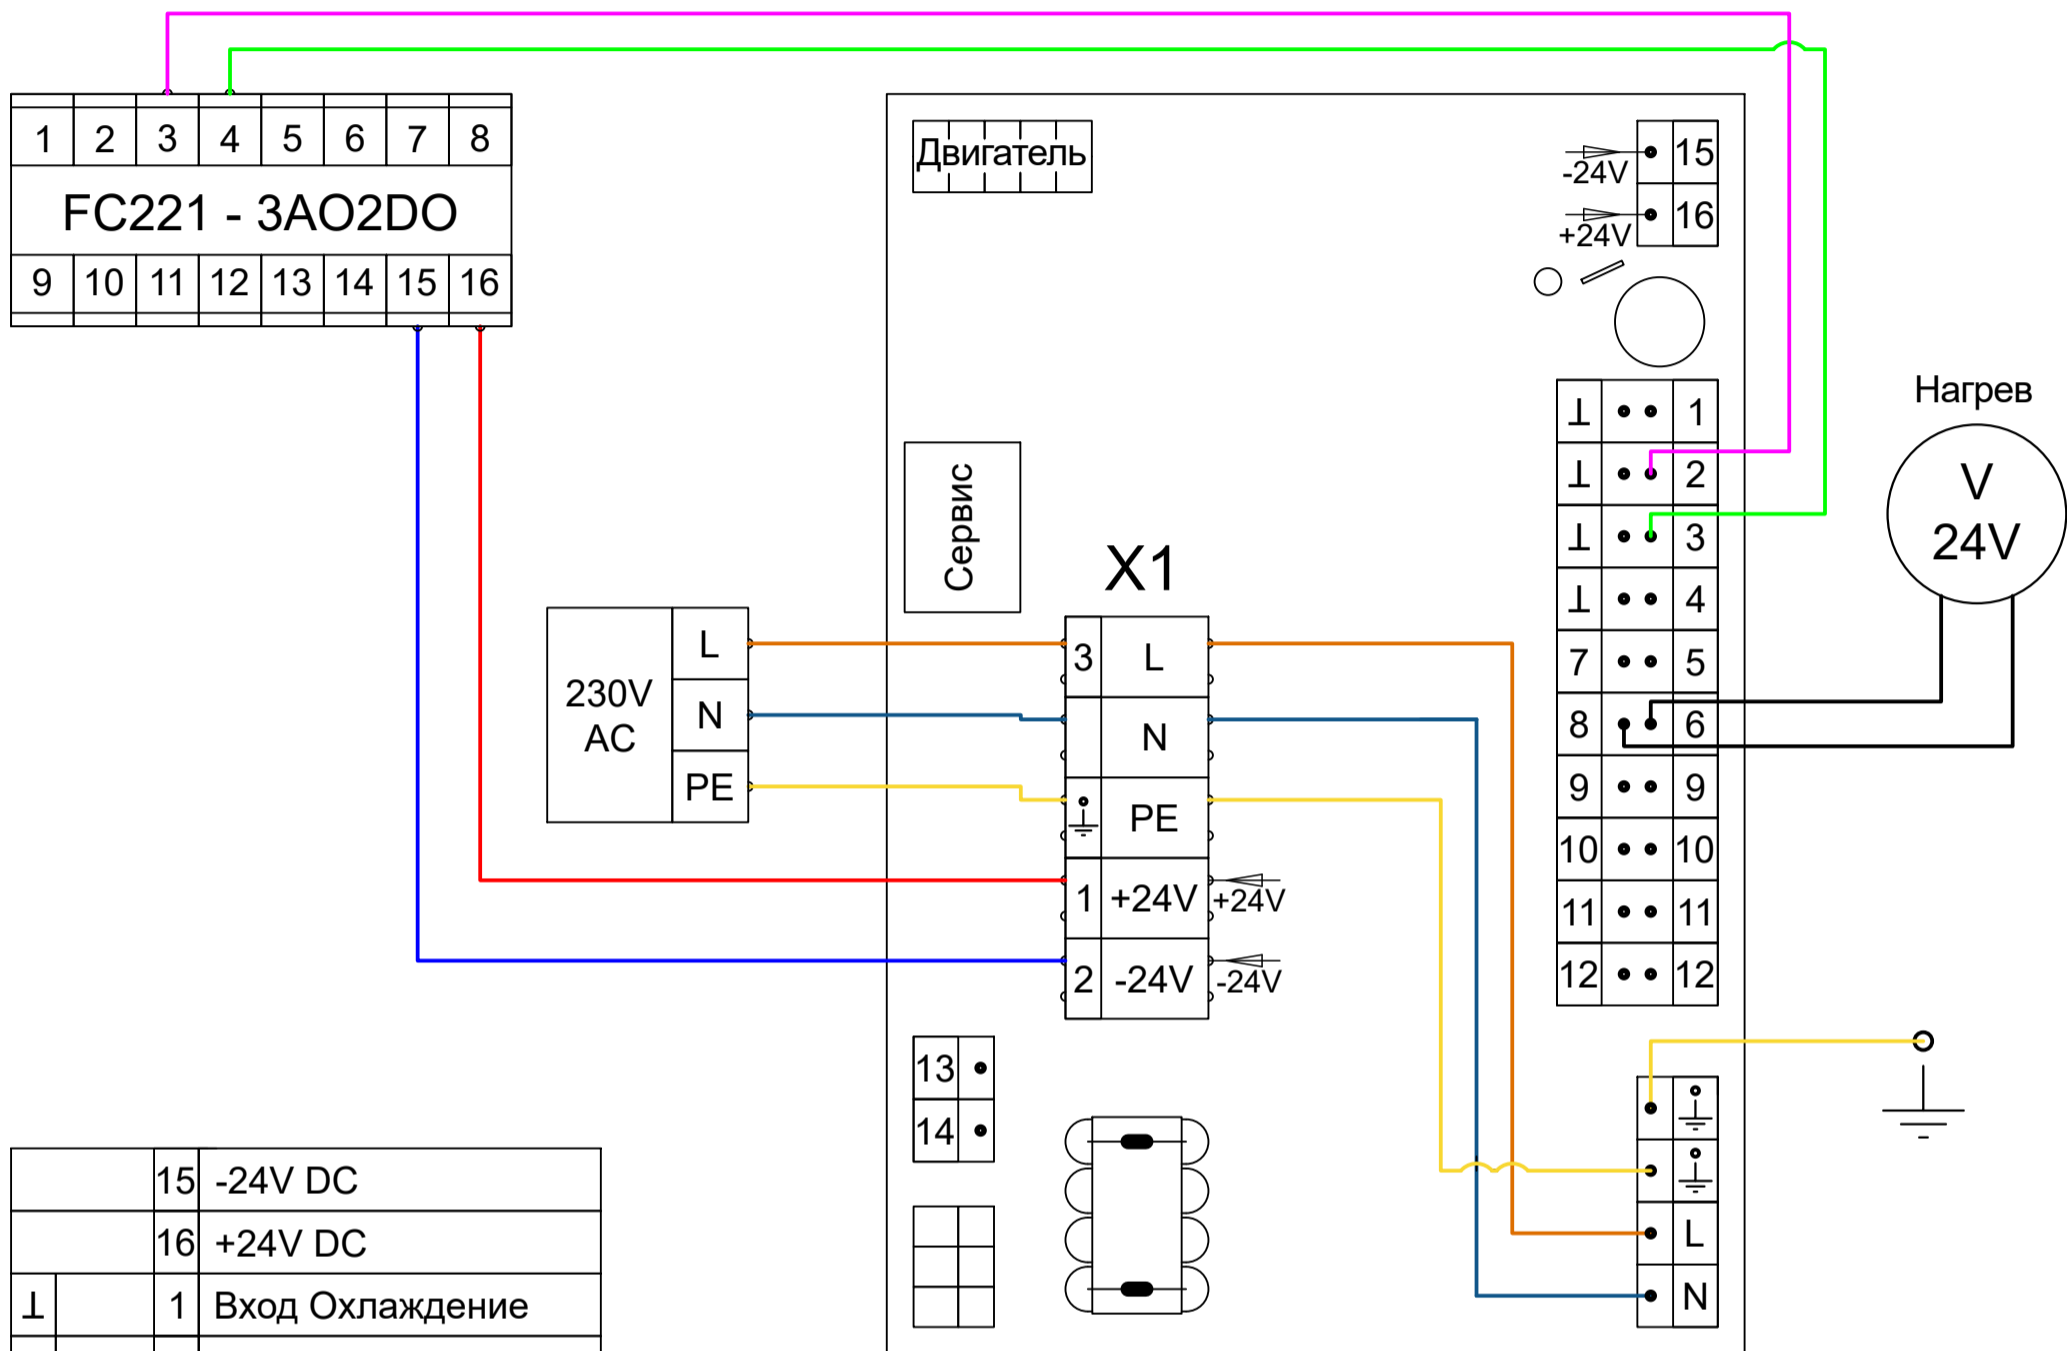 1 2 3 4 5 6 7 8
FC221 - 3AO2DO
9 10 11 12 13 14 15 16
Двигатель
-24V 15
+24V 16
Нагрев
V
24V
⊥ 1
⊥ 2
⊥ 3
⊥ 4
7 5
8 6
9 9
10 10
11 11
12 12
Сервис
X1
230V
AC
L
N
PE
3 L
N
PE
1 +24V +24V
2 -24V -24V
13
14
L
N
15 -24V DC
16 +24V DC
⊥ 1 Вход Охлаждение